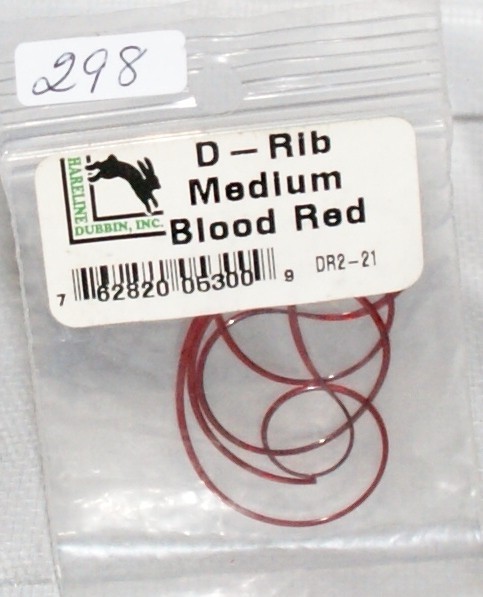 298
D - Rib
Medium
Blood Red
HARELINE
DUBBIN, INC.
7 62820 05300 9
DR2-21